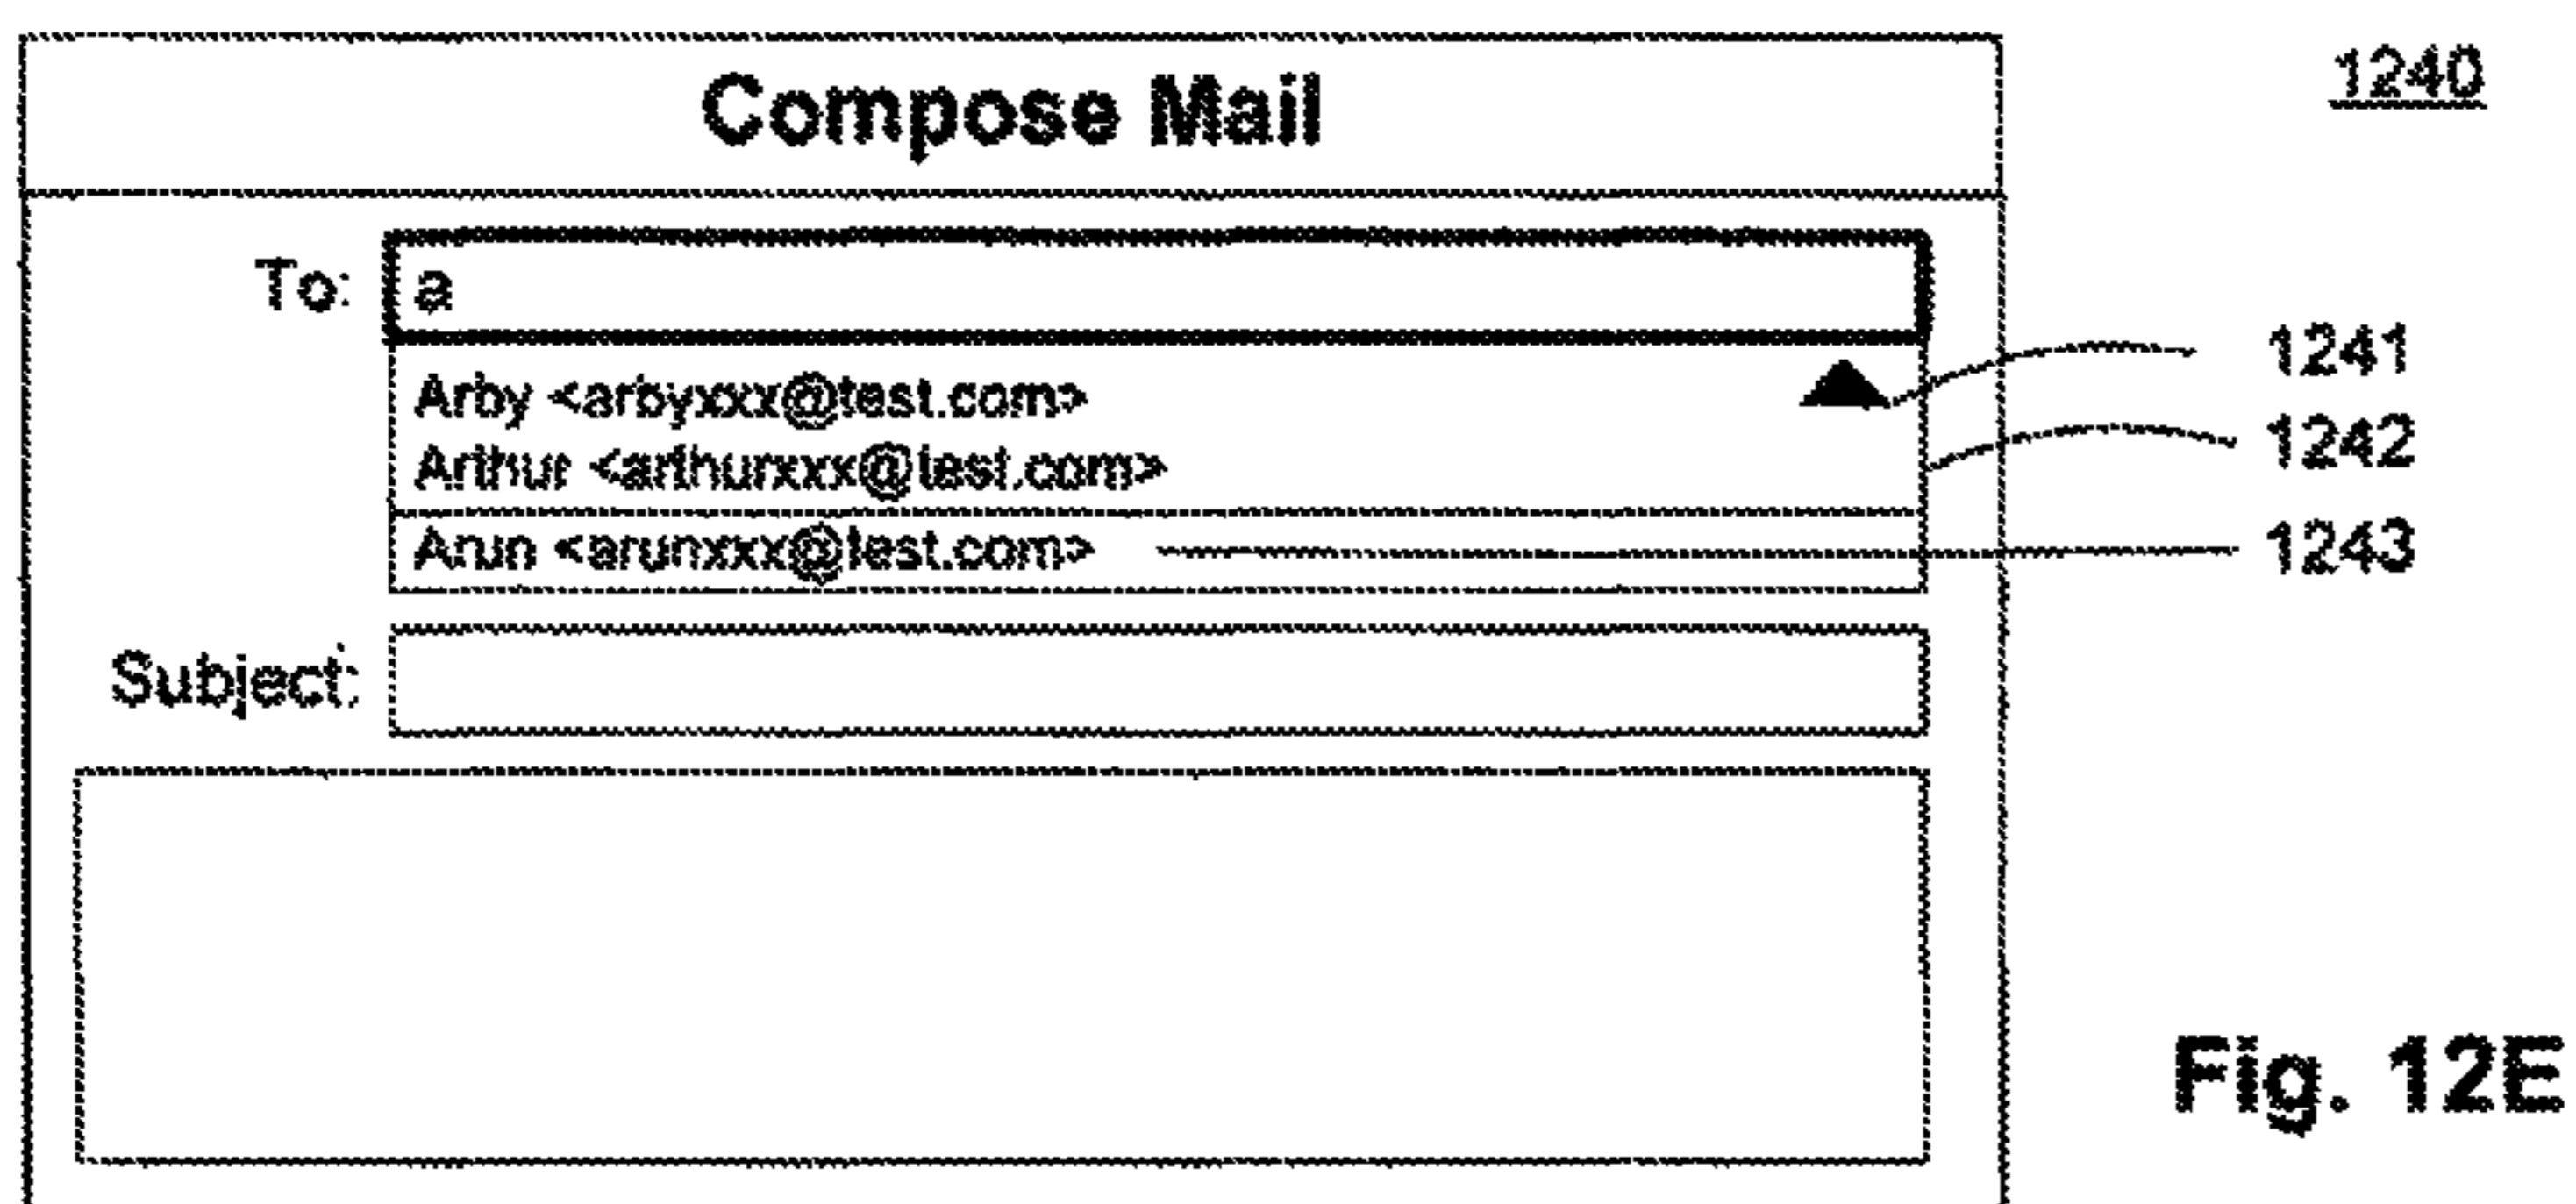 Compose Mail
1240
To: a
1241
Arby <arbyxxx@test.com>
1242
Arthur <arthurxxx@test.com>
1243
Arun <arunxxx@test.com>
Subject:
Fig. 12E